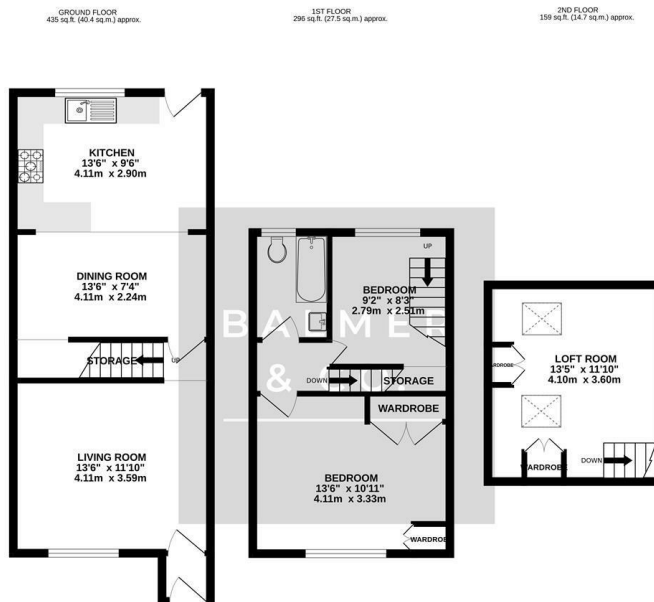 GROUND FLOOR
435 sq.ft. (40.4 sq.m.) approx.
1ST FLOOR
296 sq.ft. (27.5 sq.m.) approx.
2ND FLOOR
159 sq.ft. (14.7 sq.m.) approx.
KITCHEN
13'6" x 9'6"
4.11m x 2.90m
DINING ROOM
13'6" x 7'4"
4.11m x 2.24m
STORAGE
UP
LIVING ROOM
13'6" x 11'10"
4.11m x 3.59m
UP
BEDROOM
9'2" x 8'3"
2.79m x 2.51m
DOWN
STORAGE
WARDROBE
BEDROOM
13'6" x 10'11"
4.11m x 3.33m
WARDROBE
LOFT ROOM
13'5" x 11'10"
4.10m x 3.60m
WARDROBE
WARDROBE
DOWN
&